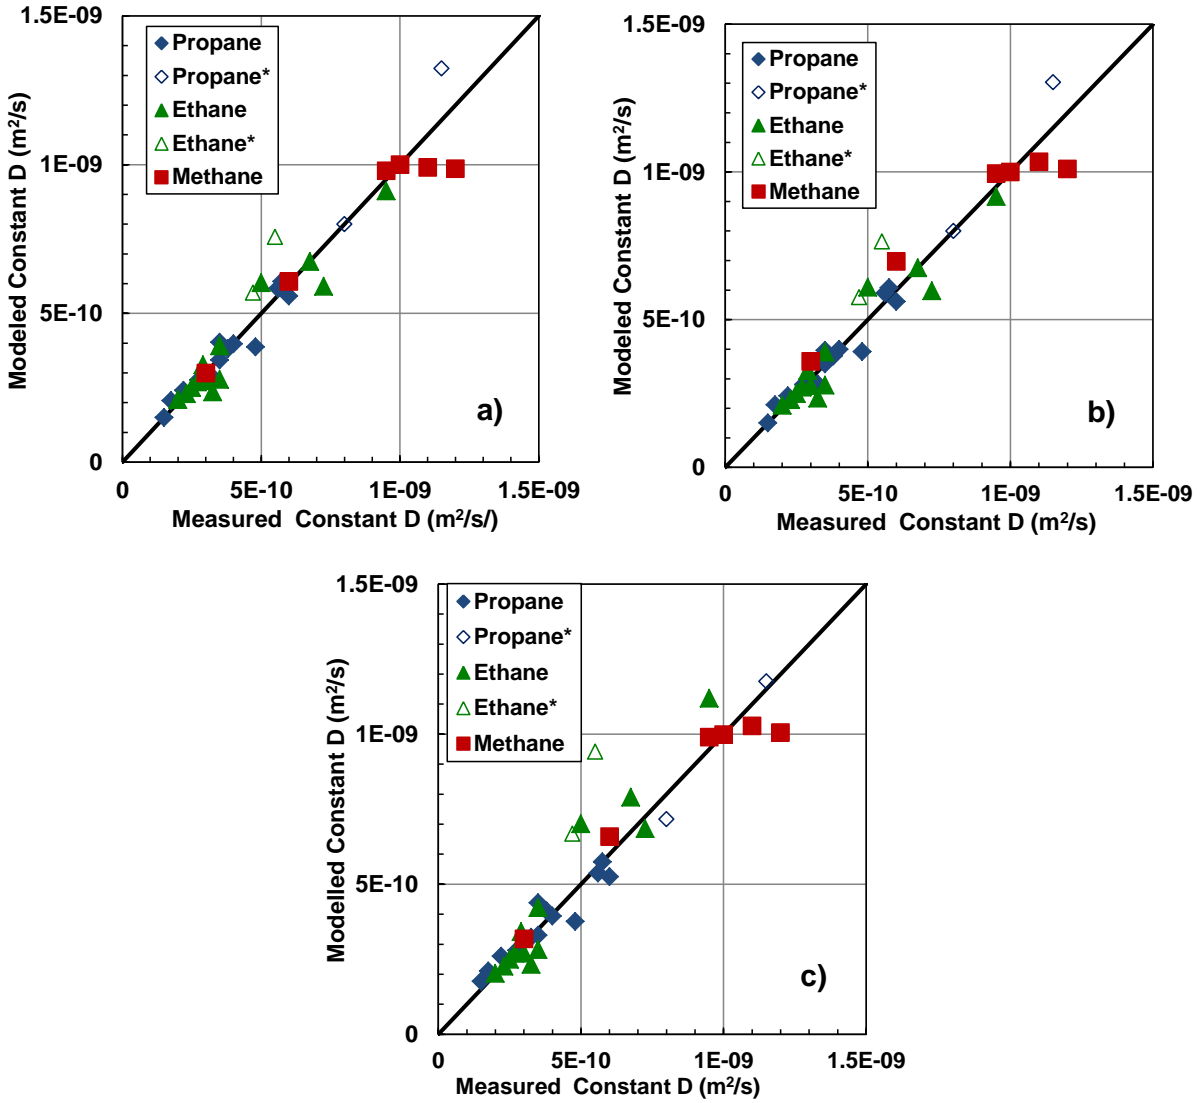 1.5E-09
Propane
Propane*
Ethane
Ethane*
Methane
1E-09
5E-10
0
Modeled Constant D (m²/s)
a)
0
5E-10
1E-09
1.5E-09
Measured Constant D (m²/s/)
1.5E-09
Propane
Propane*
Ethane
Ethane*
Methane
1E-09
5E-10
0
Modeled Constant D (m²/s)
b)
0
5E-10
1E-09
1.5E-09
Measured Constant D (m²/s)
1.5E-09
Propane
Propane*
Ethane
Ethane*
Methane
1E-09
5E-10
0
Modelled Constant D (m²/s)
c)
0
5E-10
1E-09
1.5E-09
Measured Constant D (m²/s)